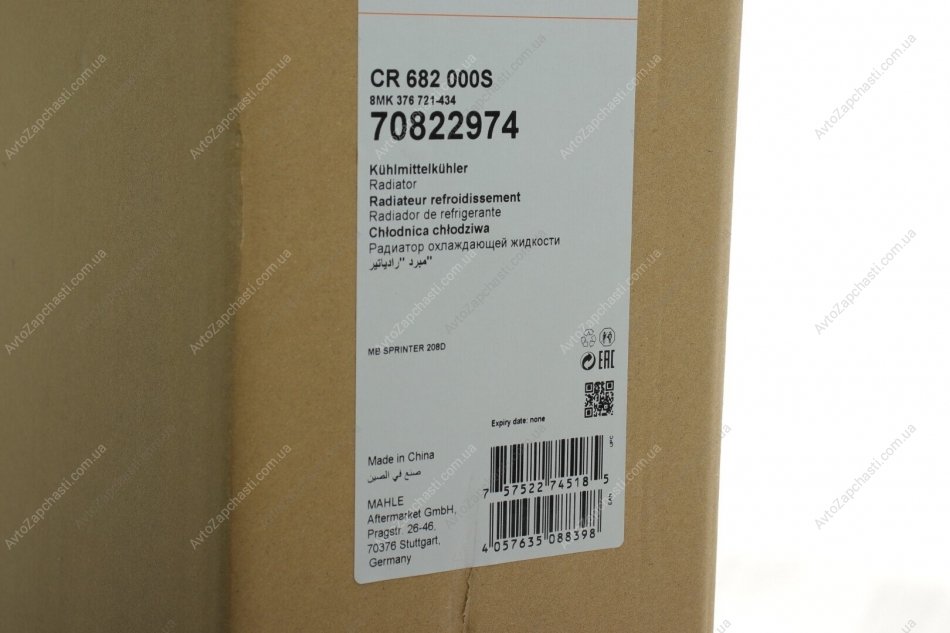 CR 682 000S
8MK 376 721-434
70822974
Kühlmittelkühler
Radiator
Radiateur refroidissement
Radiador de refrigerante
Chłodnica chłodziwa
Радиатор охлаждающей жидкости
"مبرد "رادياتير
MB SPRINTER 208D
EAC
Expiry date: none
Made in China
صنع في الصين
MAHLE
Aftermarket GmbH,
Pragstr. 26-46,
70376 Stuttgart,
Germany
UPC
7 57522 74518 5
EAN
4 057635 088398
AvtoZapchasti.com.ua